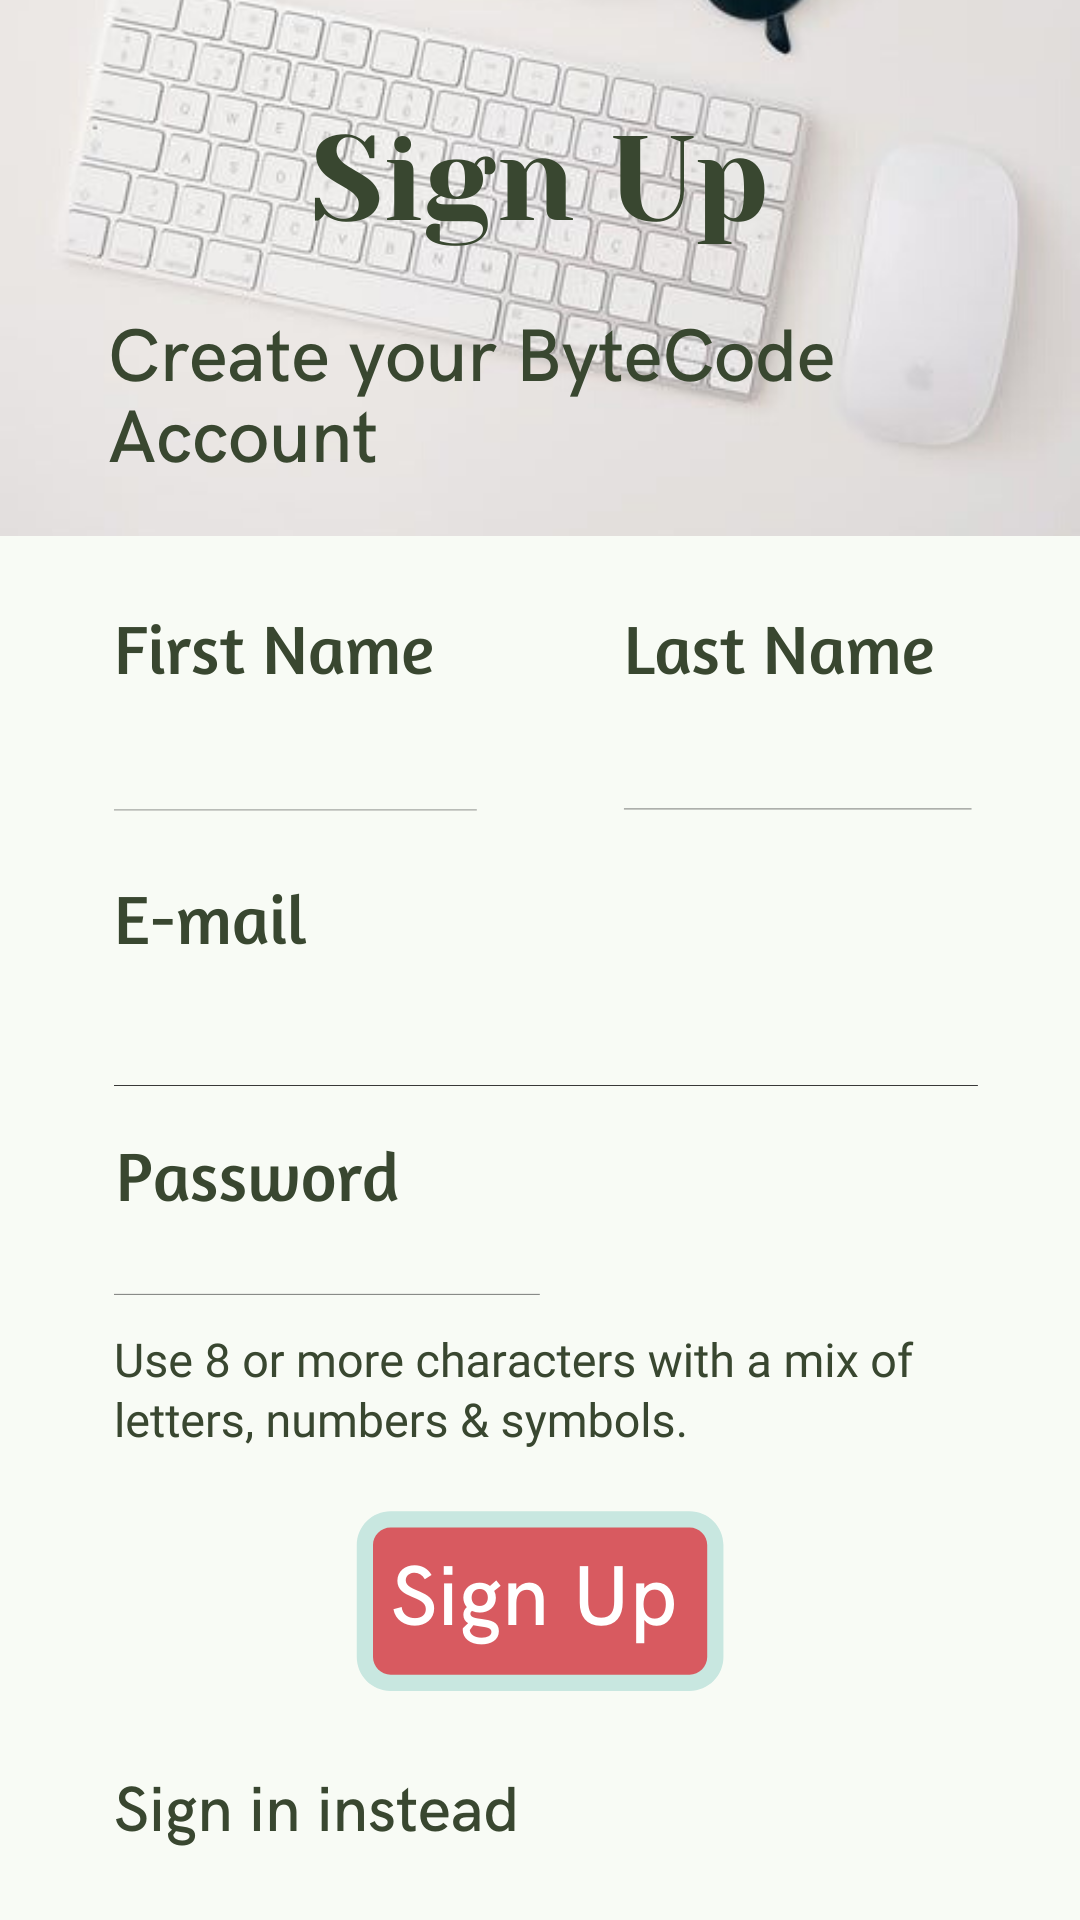 Sign Up
Create your ByteCode
Account
First Name Last Name
E-mail
Password
Use 8 or more characters with a mix of
letters, numbers & symbols.
Sign Up
Sign in instead